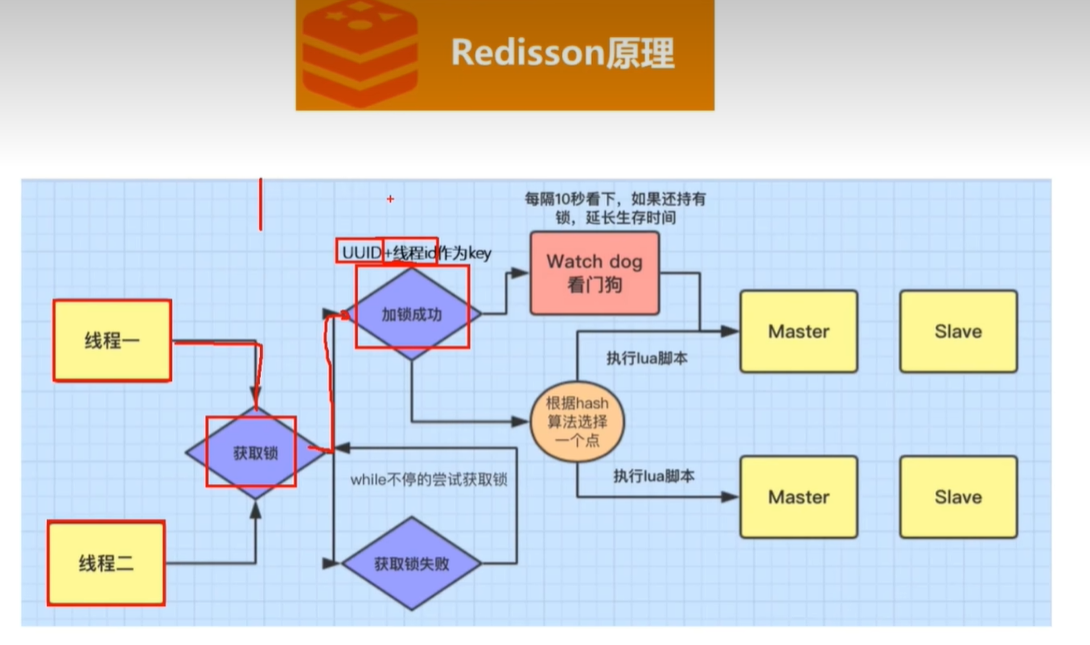 Redisson原理
每隔10秒看下，如果还持有
锁，延长生存时间
UUID+线程id作为key
Watch dog
看门狗
加锁成功
线程一
Master
Slave
执行lua脚本
根据hash
算法选择
一个点
获取锁
while不停的尝试获取锁
执行lua脚本
Master
Slave
线程二
获取锁失败